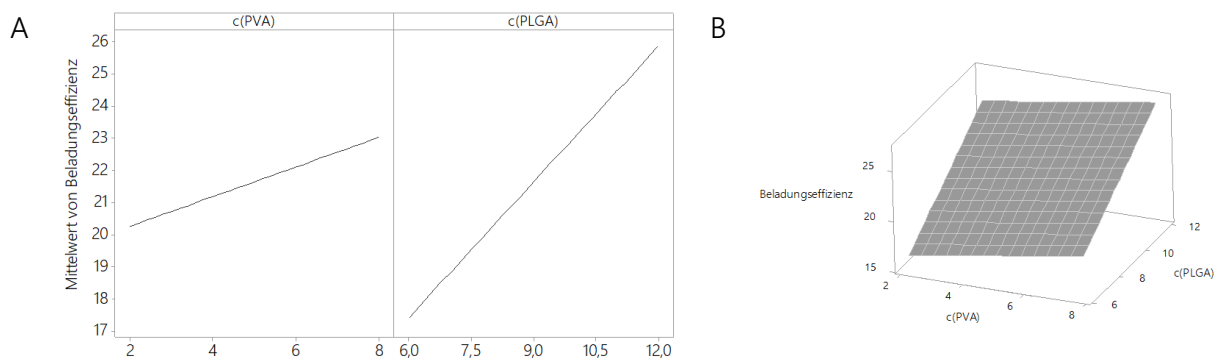 A
c(PVA) c(PLGA)
Mittelwert von Beladungseffizienz
26
25
24
23
22
21
20
19
18
17
2 4 6 8 6,0 7,5 9,0 10,5 12,0
B
Beladungseffizienz
25
20
15
2 4 6 8
c(PVA)
6 8 10 12
c(PLGA)